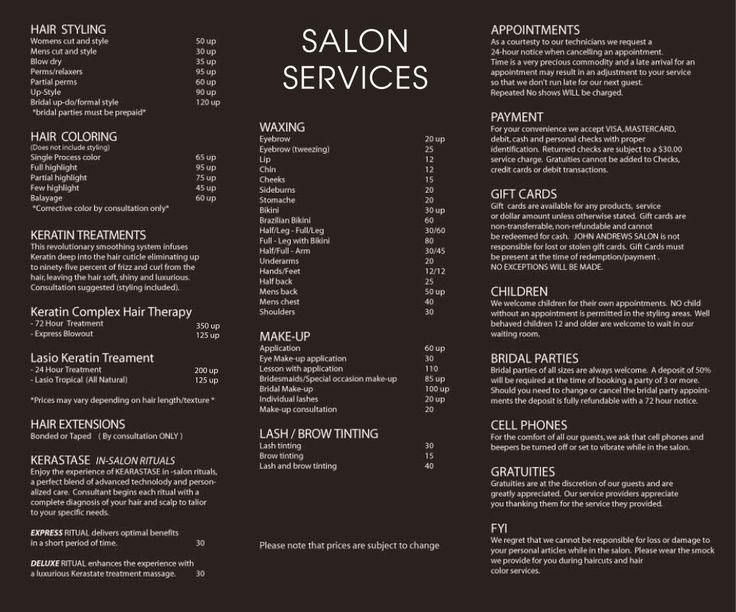 HAIR STYLING
Womens cut and style 50 up
Mens cut and style 30 up
Blow dry 35 up
Perms/relaxers 95 up
Partial perms 60 up
Up-Style 90 up
Bridal up-do/formal style 120 up
*bridal parties must be prepaid*
HAIR COLORING
(Does not include styling)
Single Process color 65 up
Full highlight 95 up
Partial highlight 75 up
Few highlight 45 up
Balayage 60 up
*Corrective color by consultation only*
KERATIN TREATMENTS
This revolutionary smoothing system infuses
Keratin deep into the hair cuticle eliminating up
to ninety-five percent of frizz and curl from the
hair, leaving the hair soft, shiny and luxurious.
Consultation suggested (styling included).
Keratin Complex Hair Therapy
- 72 Hour Treatment 350 up
- Express Blowout 125 up
Lasio Keratin Treament
- 24 Hour Treatment 200 up
- Lasio Tropical (All Natural) 125 up
*Prices may vary depending on hair length/texture *
HAIR EXTENSIONS
Bonded or Taped ( By consultation ONLY )
KERASTASE IN-SALON RITUALS
Enjoy the experience of KEARASTASE in -salon rituals,
a perfect blend of advanced technolody and person-
alized care. Consultant begins each ritual with a
complete diagnosis of your hair and scalp to tailor
to your specific needs.
EXPRESS RITUAL delivers optimal benefits
in a short period of time. 30
DELUXE RITUAL enhances the experience with
a luxurious Kerastate treatment massage. 30
SALON
SERVICES
WAXING
Eyebrow 20 up
Eyebrow (tweezing) 25
Lip 12
Chin 12
Cheeks 15
Sideburns 20
Stomache 20
Bikini 30 up
Brazilian Bikini 60
Half/Leg - Full/Leg 30/60
Full - Leg with Bikini 80
Half/Full - Arm 30/45
Underarms 20
Hands/Feet 12/12
Half back 25
Mens back 50 up
Mens chest 40
Shoulders 30
MAKE-UP
Application 60 up
Eye Make-up application 30
Lesson with application 110
Bridesmaids/Special occasion make-up 85 up
Bridal Make-up 100 up
Individual lashes 20 up
Make-up consultation 20
LASH / BROW TINTING
Lash tinting 30
Brow tinting 15
Lash and brow tinting 40
Please note that prices are subject to change
APPOINTMENTS
As a courtesty to our technicians we request a
24-hour notice when cancelling an appointment.
Time is a very precious commodity and a late arrival for an
appointment may result in an adjustment to your service
so that we don't run late for our next guest.
Repeated No shows WILL be charged.
PAYMENT
For your convenience we accept VISA, MASTERCARD,
debit, cash and personal checks with proper
identification. Returned checks are subject to a $30.00
service charge. Gratuities cannot be added to Checks,
credit cards or debit transactions.
GIFT CARDS
Gift cards are available for any products, service
or dollar amount unless otherwise stated. Gift cards are
non-transferrable, non-refundable and cannot
be redeemed for cash. JOHN ANDREWS SALON is not
responsible for lost or stolen gift cards. Gift Cards must
be present at the time of redemption/payment .
NO EXCEPTIONS WILL BE MADE.
CHILDREN
We welcome children for their own appointments. NO child
without an appointment is permitted in the styling areas. Well
behaved children 12 and older are welcome to wait in our
waiting room.
BRIDAL PARTIES
Bridal parties of all sizes are always welcome. A deposit of 50%
will be required at the time of booking a party of 3 or more.
Should you need to change or cancel the bridal party appoint-
ments the deposit is fully refundable with a 72 hour notice.
CELL PHONES
For the comfort of all our guests, we ask that cell phones and
beepers be turned off or set to vibrate while in the salon.
GRATUITIES
Gratuities are at the discretion of our guests and are
greatly appreciated. Our service providers appreciate
you thanking them for the service they provided.
FYI
We regret that we cannot be responsible for loss or damage to
your personal articles while in the salon. Please wear the smock
we provide for you during haircuts and hair
color services.